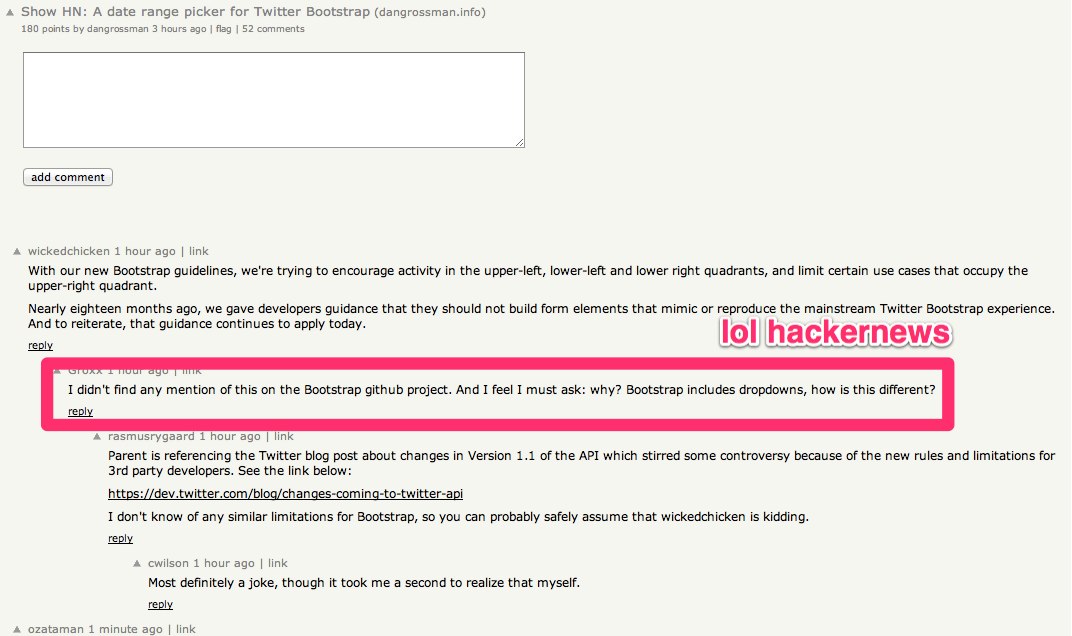 Show HN: A date range picker for Twitter Bootstrap (dangrossman.info)
180 points by dangrossman 3 hours ago | flag | 52 comments
add comment
wickedchicken 1 hour ago | link
With our new Bootstrap guidelines, we're trying to encourage activity in the upper-left, lower-left and lower right quadrants, and limit certain use cases that occupy the
upper-right quadrant.
Nearly eighteen months ago, we gave developers guidance that they should not build form elements that mimic or reproduce the mainstream Twitter Bootstrap experience.
And to reiterate, that guidance continues to apply today.
lol hackernews
reply
Groxx 1 hour ago | link
I didn't find any mention of this on the Bootstrap github project. And I feel I must ask: why? Bootstrap includes dropdowns, how is this different?
reply
rasmusrygaard 1 hour ago | link
Parent is referencing the Twitter blog post about changes in Version 1.1 of the API which stirred some controversy because of the new rules and limitations for
3rd party developers. See the link below:
https://dev.twitter.com/blog/changes-coming-to-twitter-api
I don't know of any similar limitations for Bootstrap, so you can probably safely assume that wickedchicken is kidding.
reply
cwilson 1 hour ago | link
Most definitely a joke, though it took me a second to realize that myself.
reply
ozataman 1 minute ago | link